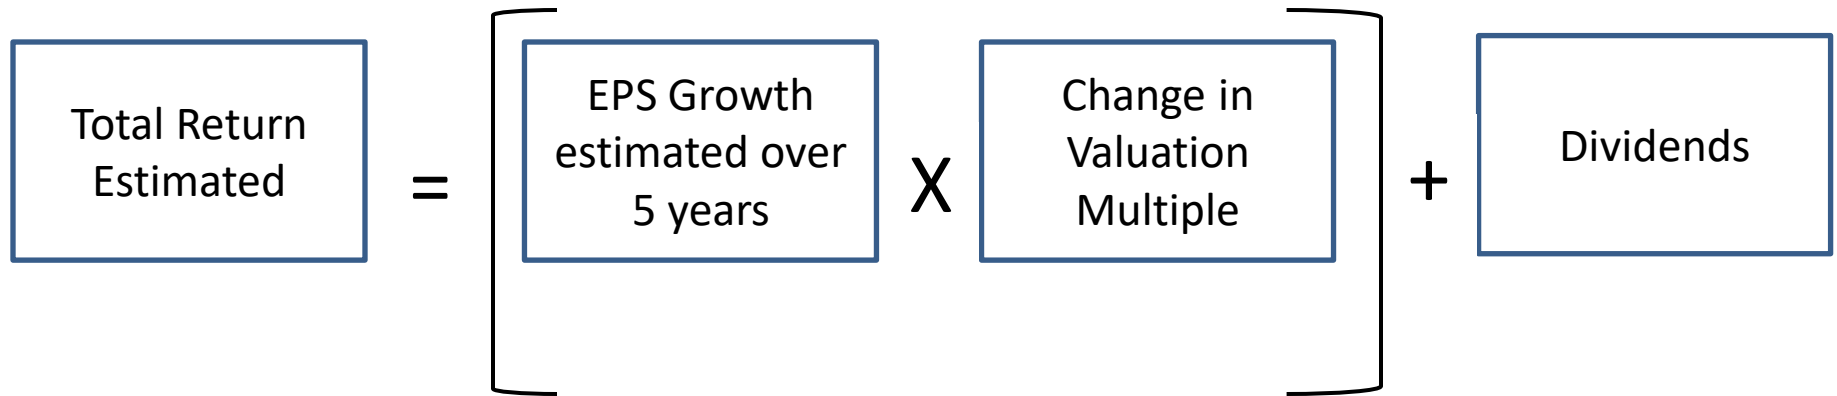 Total Return
Estimated
=
EPS Growth
estimated over
5 years
X
Change in
Valuation
Multiple
+
Dividends